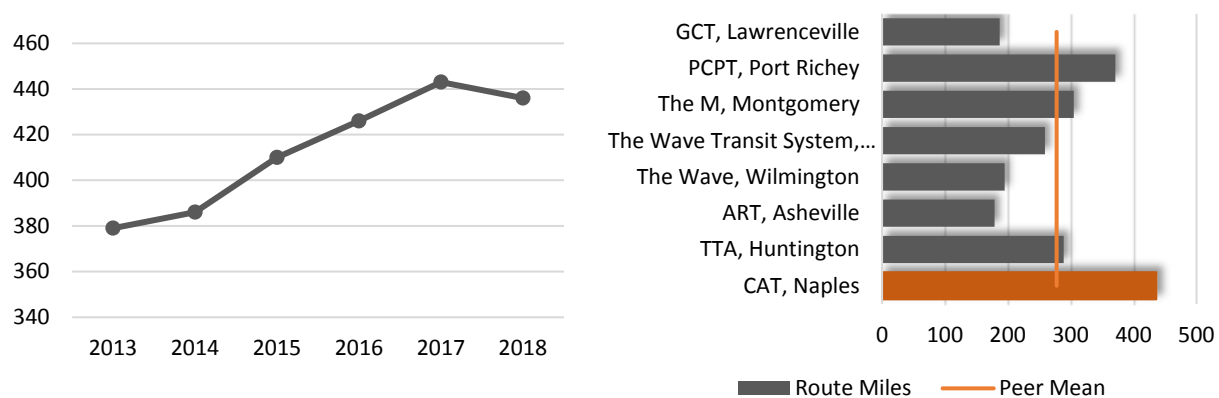 460
440
420
400
380
360
340
2013 2014 2015 2016 2017 2018
GCT, Lawrenceville
PCPT, Port Richey
The M, Montgomery
The Wave Transit System,...
The Wave, Wilmington
ART, Asheville
TTA, Huntington
CAT, Naples
0 100 200 300 400 500
Route Miles Peer Mean